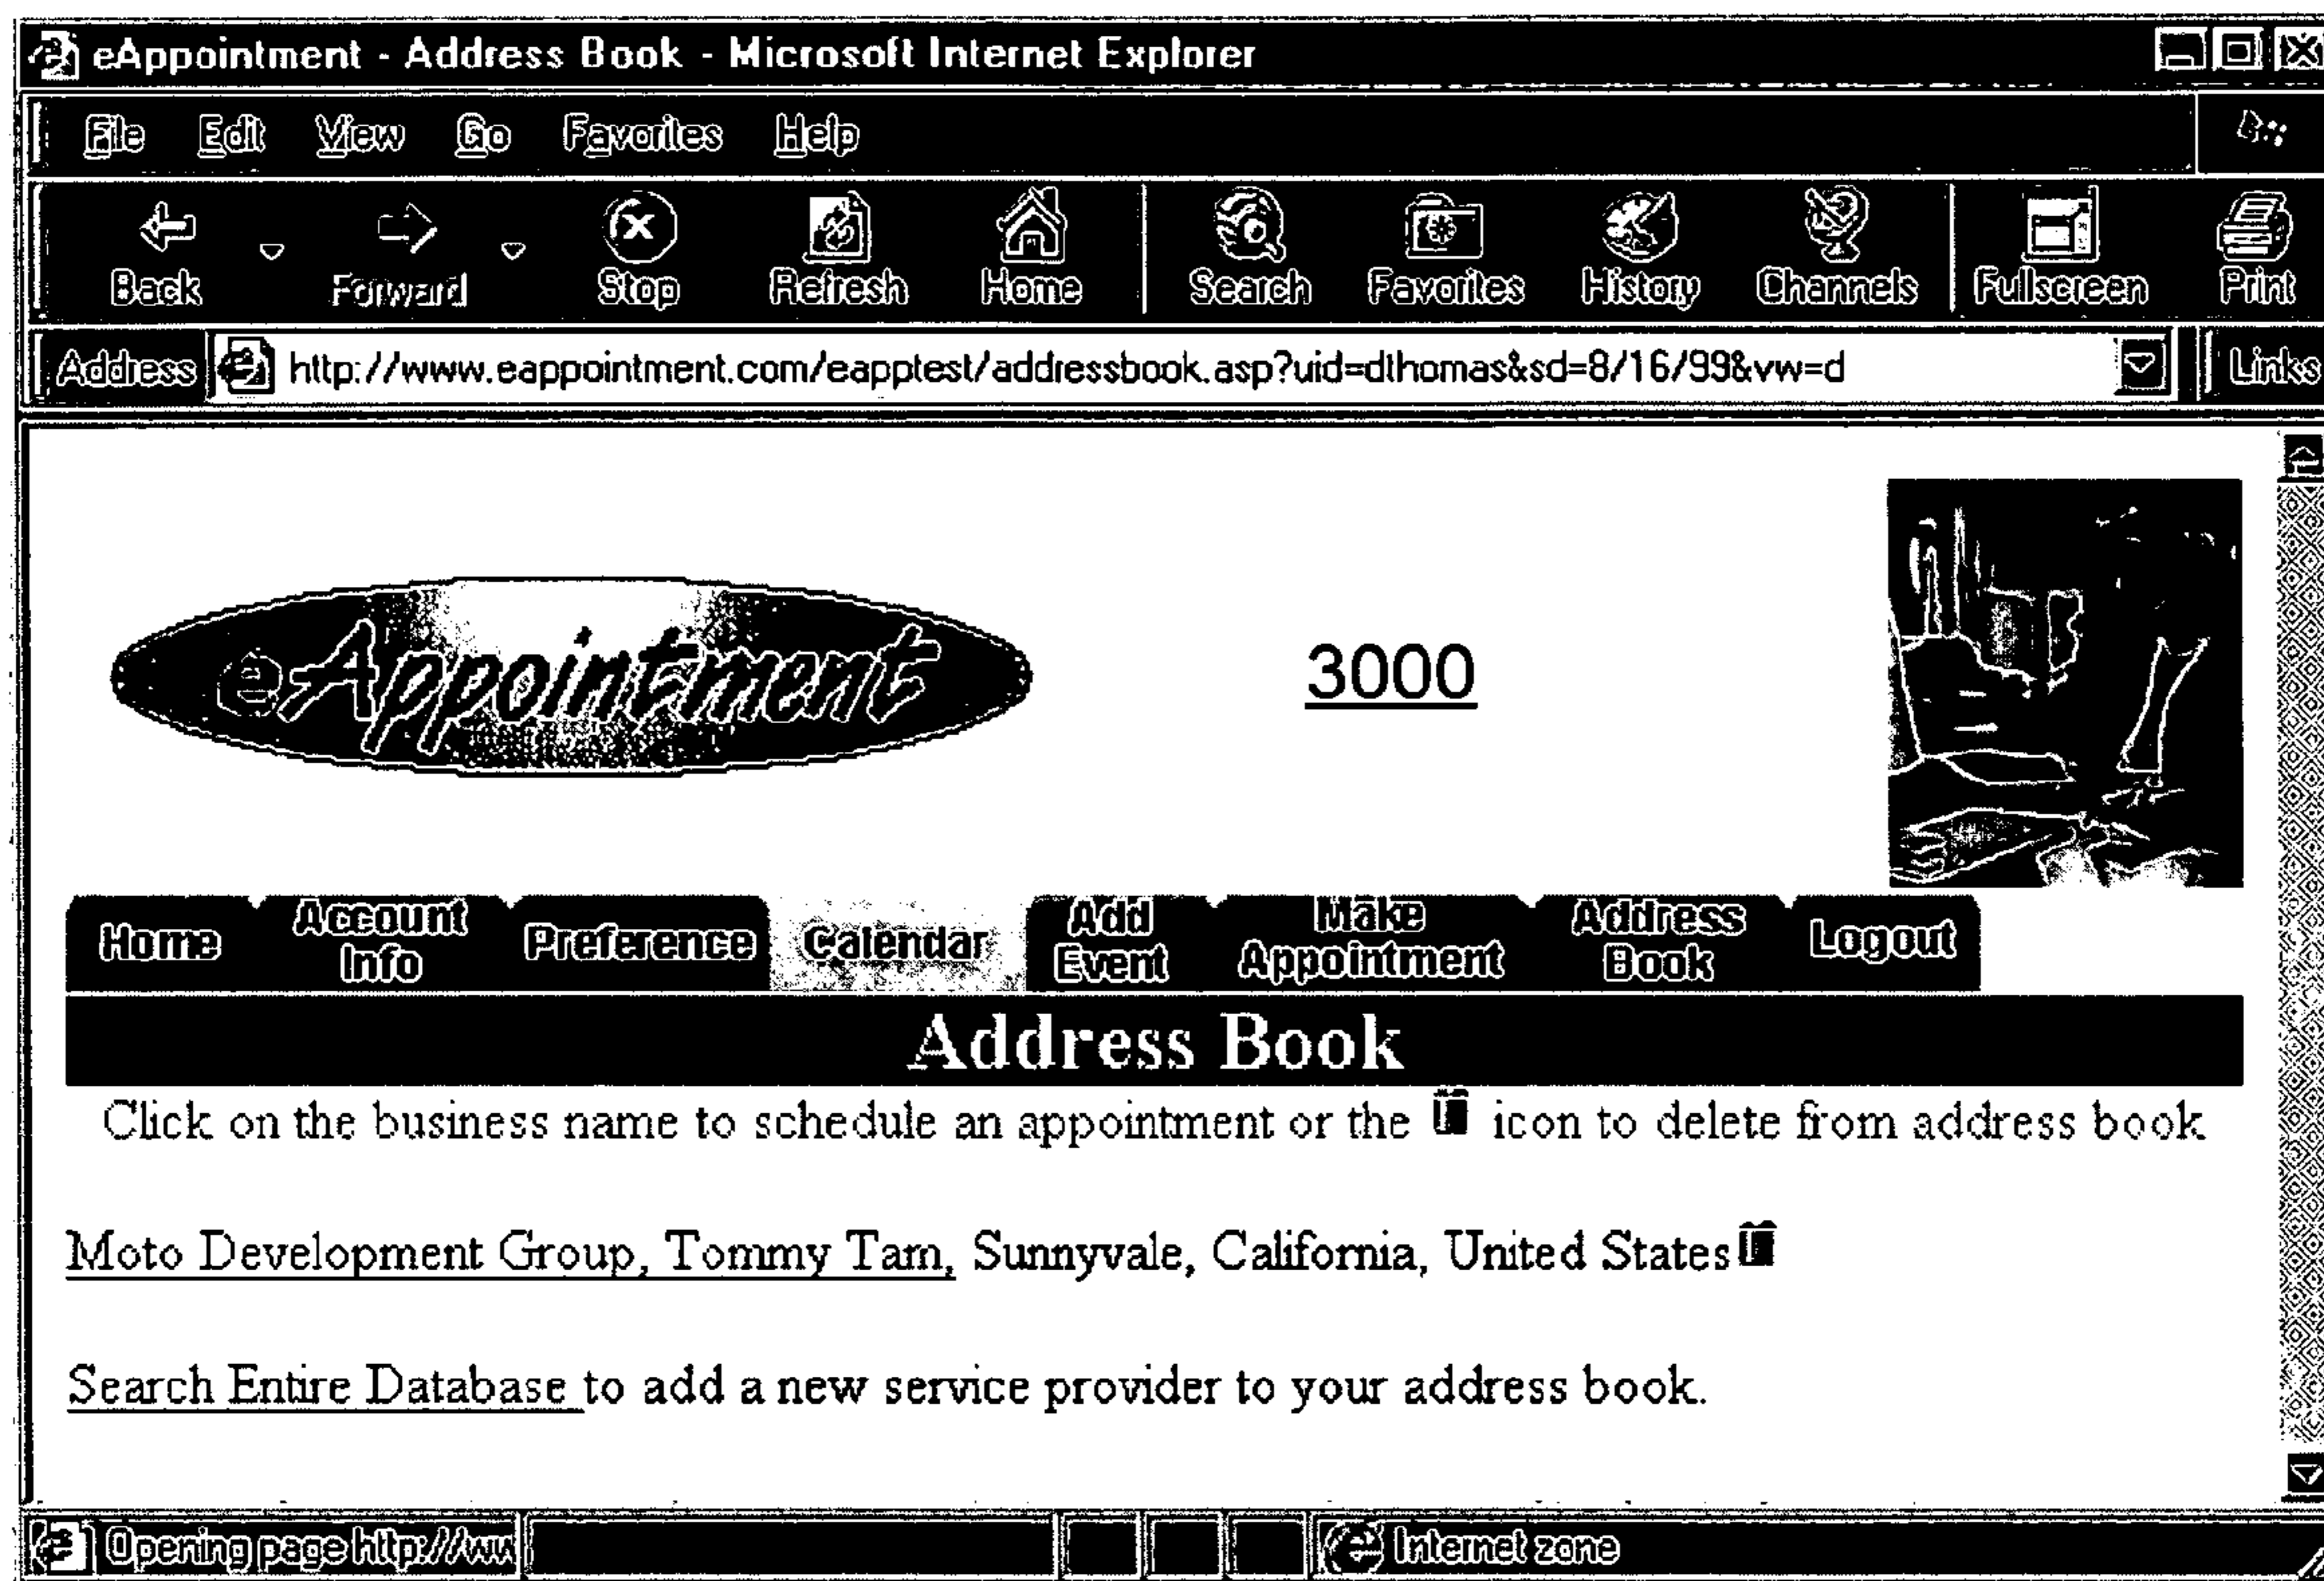 eAppointment - Address Book - Microsoft Internet Explorer
File Edit View Go Favorites Help
Back Forward Stop Refresh Home Search Favorites History Channels Fullscreen Print
Address http://www.eappointment.com/eapptest/addressbook.asp?uid=dthomas&sd=8/16/99&vw=d Links
eAppointment
3000
Home Account Info Preference Calendar Add Event Make Appointment Address Book Logout
Address Book
Click on the business name to schedule an appointment or the icon to delete from address book
Moto Development Group, Tommy Tam, Sunnyvale, California, United States
Search Entire Database to add a new service provider to your address book.
Opening page http://ww Internet zone